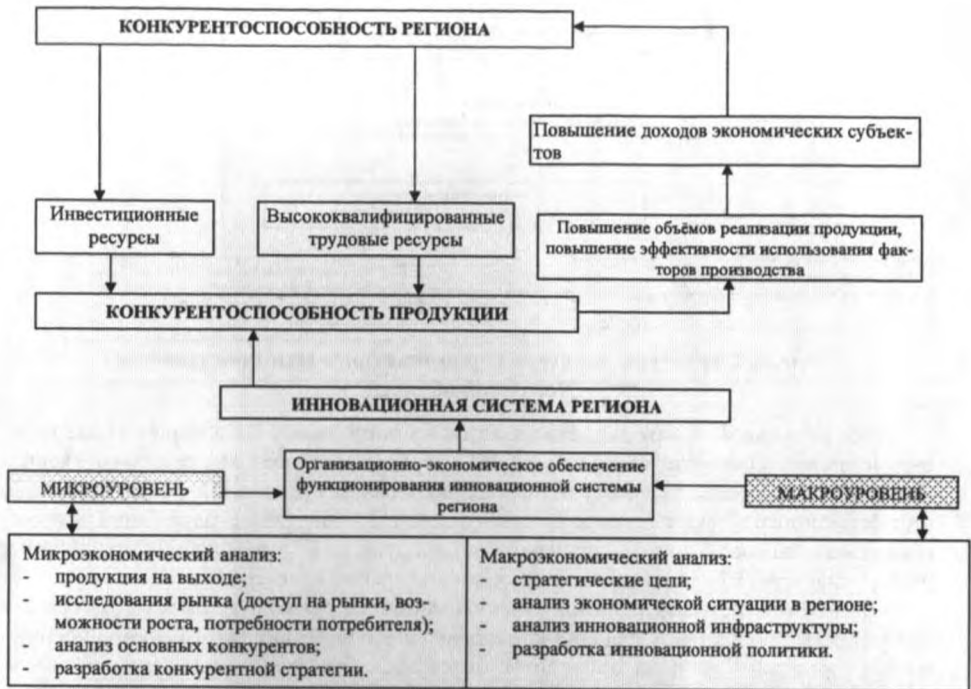 КОНКУРЕНТОСПОСОБНОСТЬ РЕГИОНА
Повышение доходов экономических субъек-
тов
Инвестиционные
ресурсы
Высококвалифицированные
трудовые ресурсы
Повышение объёмов реализации продукции,
повышение эффективности использования фак-
торов производства
КОНКУРЕНТОСПОСОБНОСТЬ ПРОДУКЦИИ
ИННОВАЦИОННАЯ СИСТЕМА РЕГИОНА
Организационно-экономическое обеспечение
функционирования инновационной системы
региона
МИКРОУРОВЕНЬ
МАКРОУРОВЕНЬ
Микроэкономический анализ:
- продукция на выходе;
- исследования рынка (доступ на рынки, воз-
можности роста, потребности потребителя);
- анализ основных конкурентов;
- разработка конкурентной стратегии.
Макроэкономический анализ:
- стратегические цели;
- анализ экономической ситуации в регионе;
- анализ инновационной инфраструктуры;
- разработка инновационной политики.